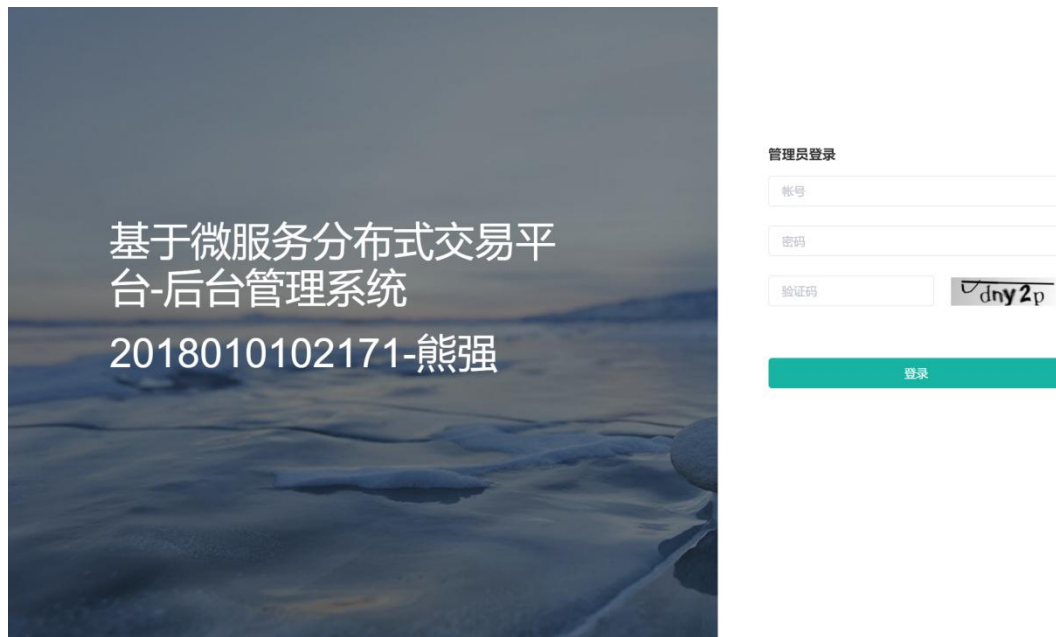 基于微服务分布式交易平
台-后台管理系统
2018010102171-熊强
管理员登录
帐号
密码
验证码
dny2p
登录